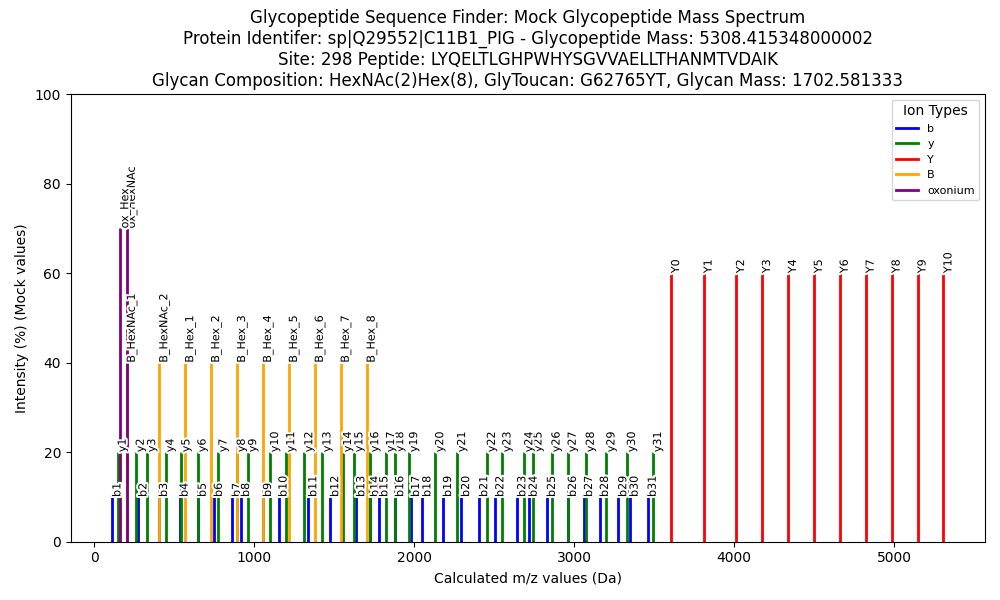 Glycopeptide Sequence Finder: Mock Glycopeptide Mass Spectrum
Protein Identifer: sp|Q29552|C11B1_PIG - Glycopeptide Mass: 5308.415348000002
Site: 298 Peptide: LYQELTLGHPWHYSGVVAELLTHANMTVDAIK
Glycan Composition: HexNAc(2)Hex(8), GlyToucan: G62765YT, Glycan Mass: 1702.581333
Intensity (%) (Mock values)
100
80
60
40
20
0
Ion Types
b
y
Y
B
oxonium
ox_Hex
ox_HexNAc
B_HexNAc_1
B_HexNAc_2
B_Hex_1
B_Hex_2
B_Hex_3
B_Hex_4
B_Hex_5
B_Hex_6
B_Hex_7
B_Hex_8
Y0
Y1
Y2
Y3
Y4
Y5
Y6
Y7
Y8
Y9
Y10
y1
y2
y3
y4
y5
y6
y7
y8
y9
y10
y11
y12
y13
y14
y15
y16
y17
y18
y19
y20
y21
y22
y23
y24
y25
y26
y27
y28
y29
y30
y31
b1
b2
b3
b4
b5
b6
b7
b8
b9
b10
b11
b12
b13
b14
b15
b16
b17
b18
b19
b20
b21
b22
b23
b24
b25
b26
b27
b28
b29
b30
b31
0
1000
2000
3000
4000
5000
Calculated m/z values (Da)